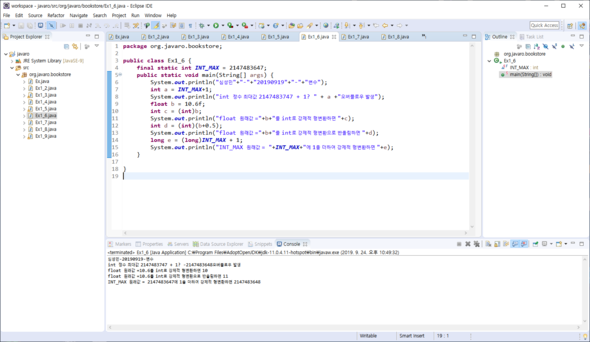 workspace - javaro/src/org/javaro/bookstore/Ex1_6.java - Eclipse IDE
File Edit Source Refactor Navigate Search Project Run Window Help
Quick Access
Project Explorer
javaro
JRE System Library [JavaSE-9]
src
org.javaro.bookstore
Ex.java
Ex1_2.java
Ex1_3.java
Ex1_4.java
Ex1_5.java
Ex1_6.java
Ex1_7.java
Ex1_8.java
Ex1_9.java
Ex.java Ex1_2.java Ex1_3.java Ex1_4.java Ex1_5.java Ex1_6.java Ex1_7.java Ex1_8.java
1 package org.javaro.bookstore;
2
3 public class Ex1_6 {
4 final static int INT_MAX = 2147483647;
5 public static void main(String[] args) {
6 System.out.println("심성진"+"-"+"20190919"+"-"+"변수");
7 int a = INT_MAX+1;
8 System.out.println("int 정수 최대값 2147483747 + 1? " + a +"오버플로우 발생");
9 float b = 10.6f;
10 int c = (int)b;
11 System.out.println("float 원래값 ="+b+"를 int로 강제적 형변환하면 "+c);
12 int d = (int)(b+0.5);
13 System.out.println("float 원래값 ="+b+"를 int로 강제적 형변환으로 반올림하면 "+d);
14 long e = (long)INT_MAX + 1;
15 System.out.println("INT_MAX 원래값 = "+INT_MAX+"에 1을 더하여 강제적 형변환하면 "+e);
16 }
17
18 }
19
Outline Task List
org.javaro.bookstore
Ex1_6
INT_MAX : int
main(String[]) : void
Markers Properties Servers Data Source Explorer Snippets Console
<terminated> Ex1_6 [Java Application] C:\Program Files\AdoptOpenJDK\jdk-11.0.4.11-hotspot\bin\javaw.exe (2019. 9. 24. 오후 10:49:32)
심성진-20190919-변수
int 정수 최대값 2147483747 + 1? -2147483648오버플로우 발생
float 원래값 =10.6를 int로 강제적 형변환하면 10
float 원래값 =10.6를 int로 강제적 형변환으로 반올림하면 11
INT_MAX 원래값 = 2147483647에 1을 더하여 강제적 형변환하면 2147483648
Writable Smart Insert 19 : 1